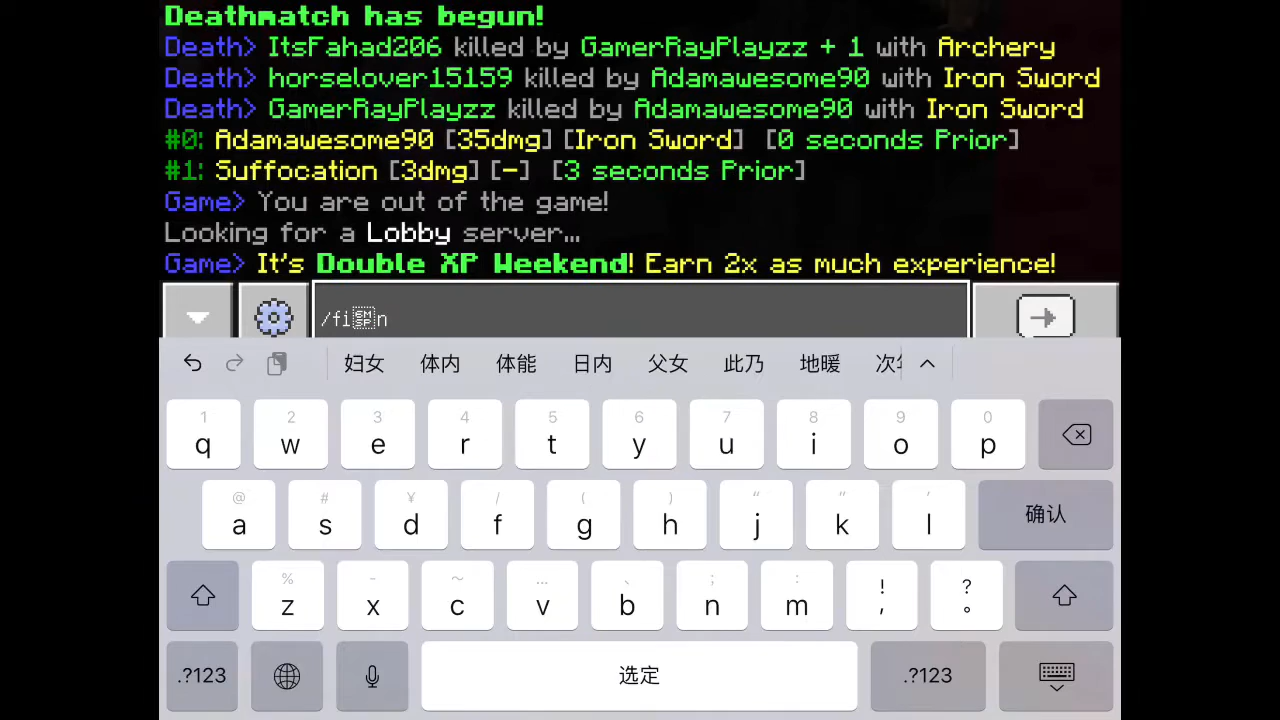 Deathmatch has begun!
Death> ItsFahad206 killed by GamerRayPlayzz + 1 with Archery
Death> horselover15159 killed by Adamawesome90 with Iron Sword
Death> GamerRayPlayzz killed by Adamawesome90 with Iron Sword
#0: Adamawesome90 [35dmg] [Iron Sword] [0 seconds Prior]
#1: Suffocation [3dmg] [-] [3 seconds Prior]
Game> You are out of the game!
Looking for a Lobby server...
Game> It's Double XP Weekend! Earn 2x as much experience!
/fi n
妇女 体内 体能 日内 父女 此乃 地暖
1 2 3 4 5 6 7 8 9 0
q w e r t y u i o p
@ # ¥ / ( ) “ ” ’
a s d f g h j k l 确认
% - ～ … 、 ; : ! ?
z x c v b n m , 。
.?123 选定 .?123